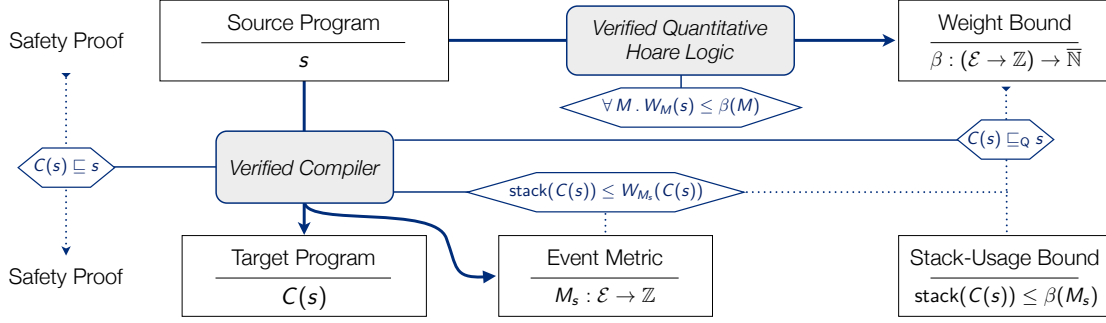 Safety Proof
Source Program
s
Verified Quantitative
Hoare Logic
Weight Bound
β : (ℰ → ℤ) → ℕ̅
∀ M . W_M(s) ≤ β(M)
C(s) ⊑ s
Verified Compiler
C(s) ⊑_Q s
stack(C(s)) ≤ W_{M_s}(C(s))
Safety Proof
Target Program
C(s)
Event Metric
M_s : ℰ → ℤ
Stack-Usage Bound
stack(C(s)) ≤ β(M_s)